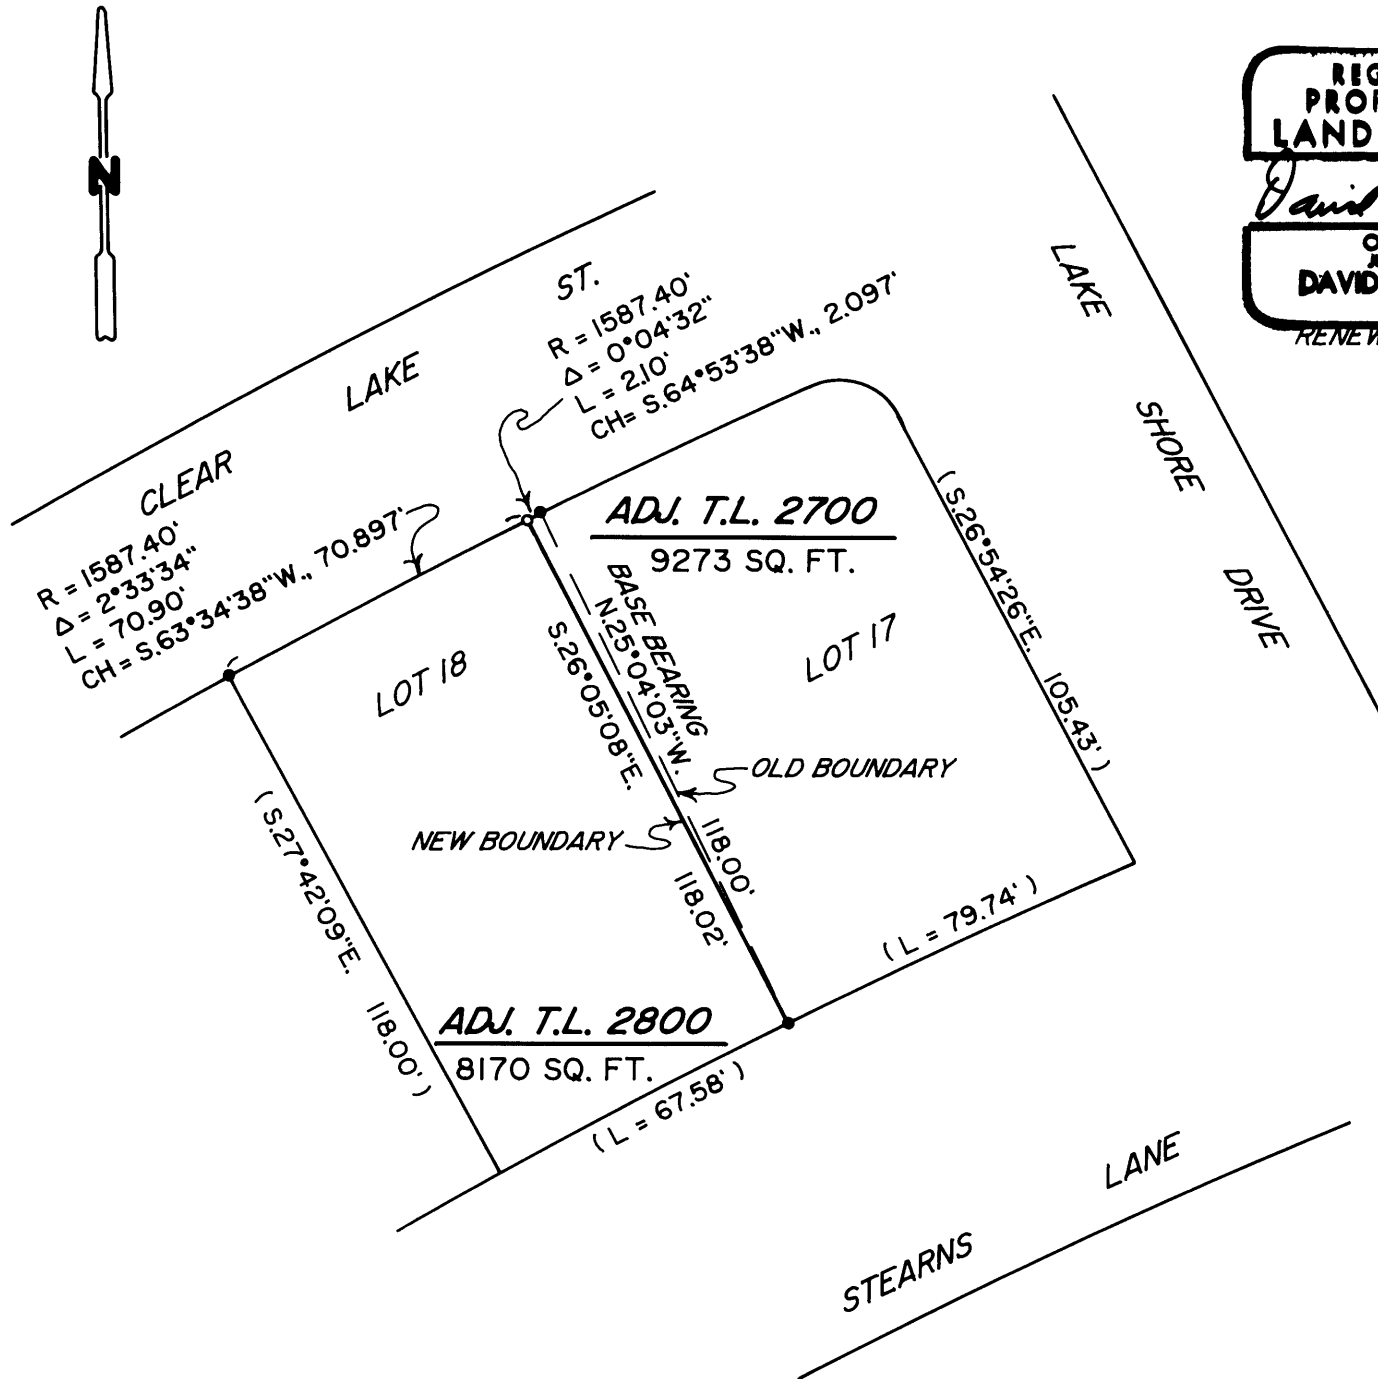 N
LAND
David
DAVID
CLEAR LAKE ST.
R = 1587.40'
Δ = 0°04'32"
L = 2.10'
CH= S.64°53'38"W., 2.097'
R = 1587.40'
Δ = 2°33'34"
L = 70.90'
CH = S.63°34'38"W., 70.897'
LAKE SHORE DRIVE
ADJ. T.L. 2700
9273 SQ. FT.
LOT 17
LOT 18
BASE BEARING
N.25°04'03"W. 118.00'
S.26°05'08"E. 118.02'
(S.26°54'26"E. 105.43')
OLD BOUNDARY
NEW BOUNDARY
(S.27°42'09"E. 118.00')
(L = 79.74')
ADJ. T.L. 2800
8170 SQ. FT.
(L = 67.58')
STEARNS LANE